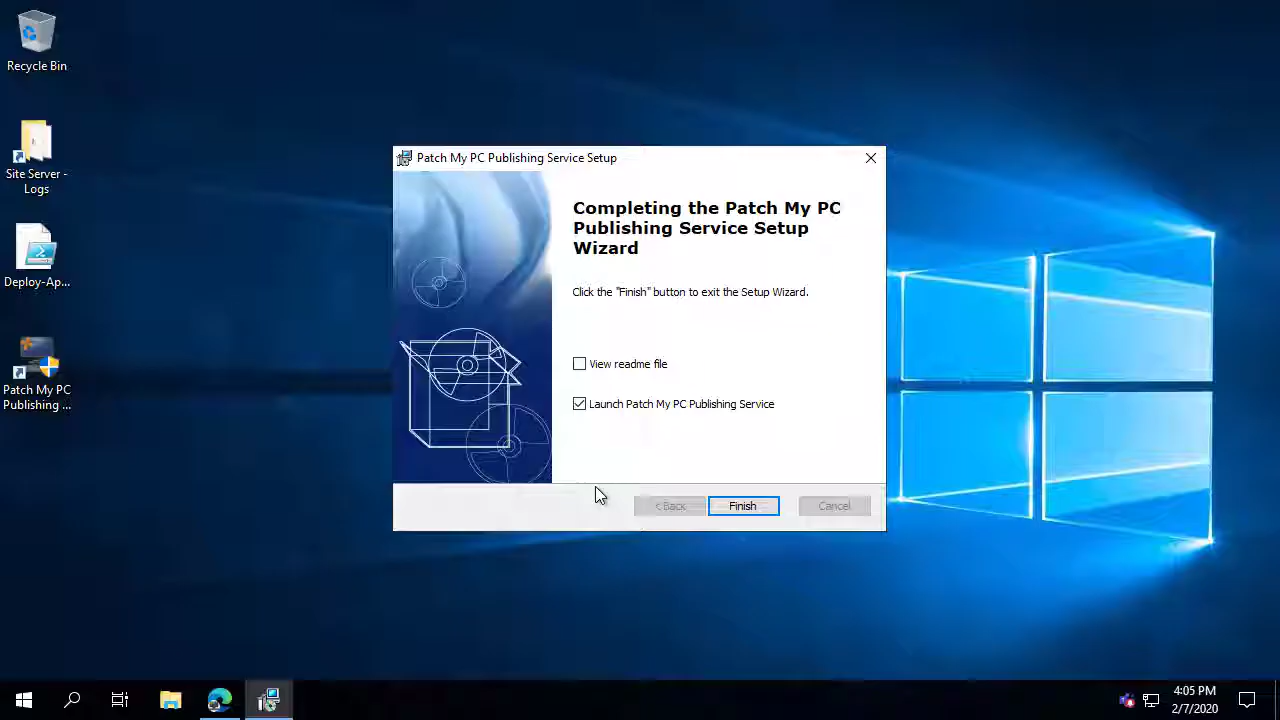 Recycle Bin
Site Server -
Logs
Deploy-Ap...
Patch My PC
Publishing ...
Patch My PC Publishing Service Setup
Completing the Patch My PC
Publishing Service Setup
Wizard
Click the "Finish" button to exit the Setup Wizard.
View readme file
Launch Patch My PC Publishing Service
< Back
Finish
Cancel
4:05 PM
2/7/2020